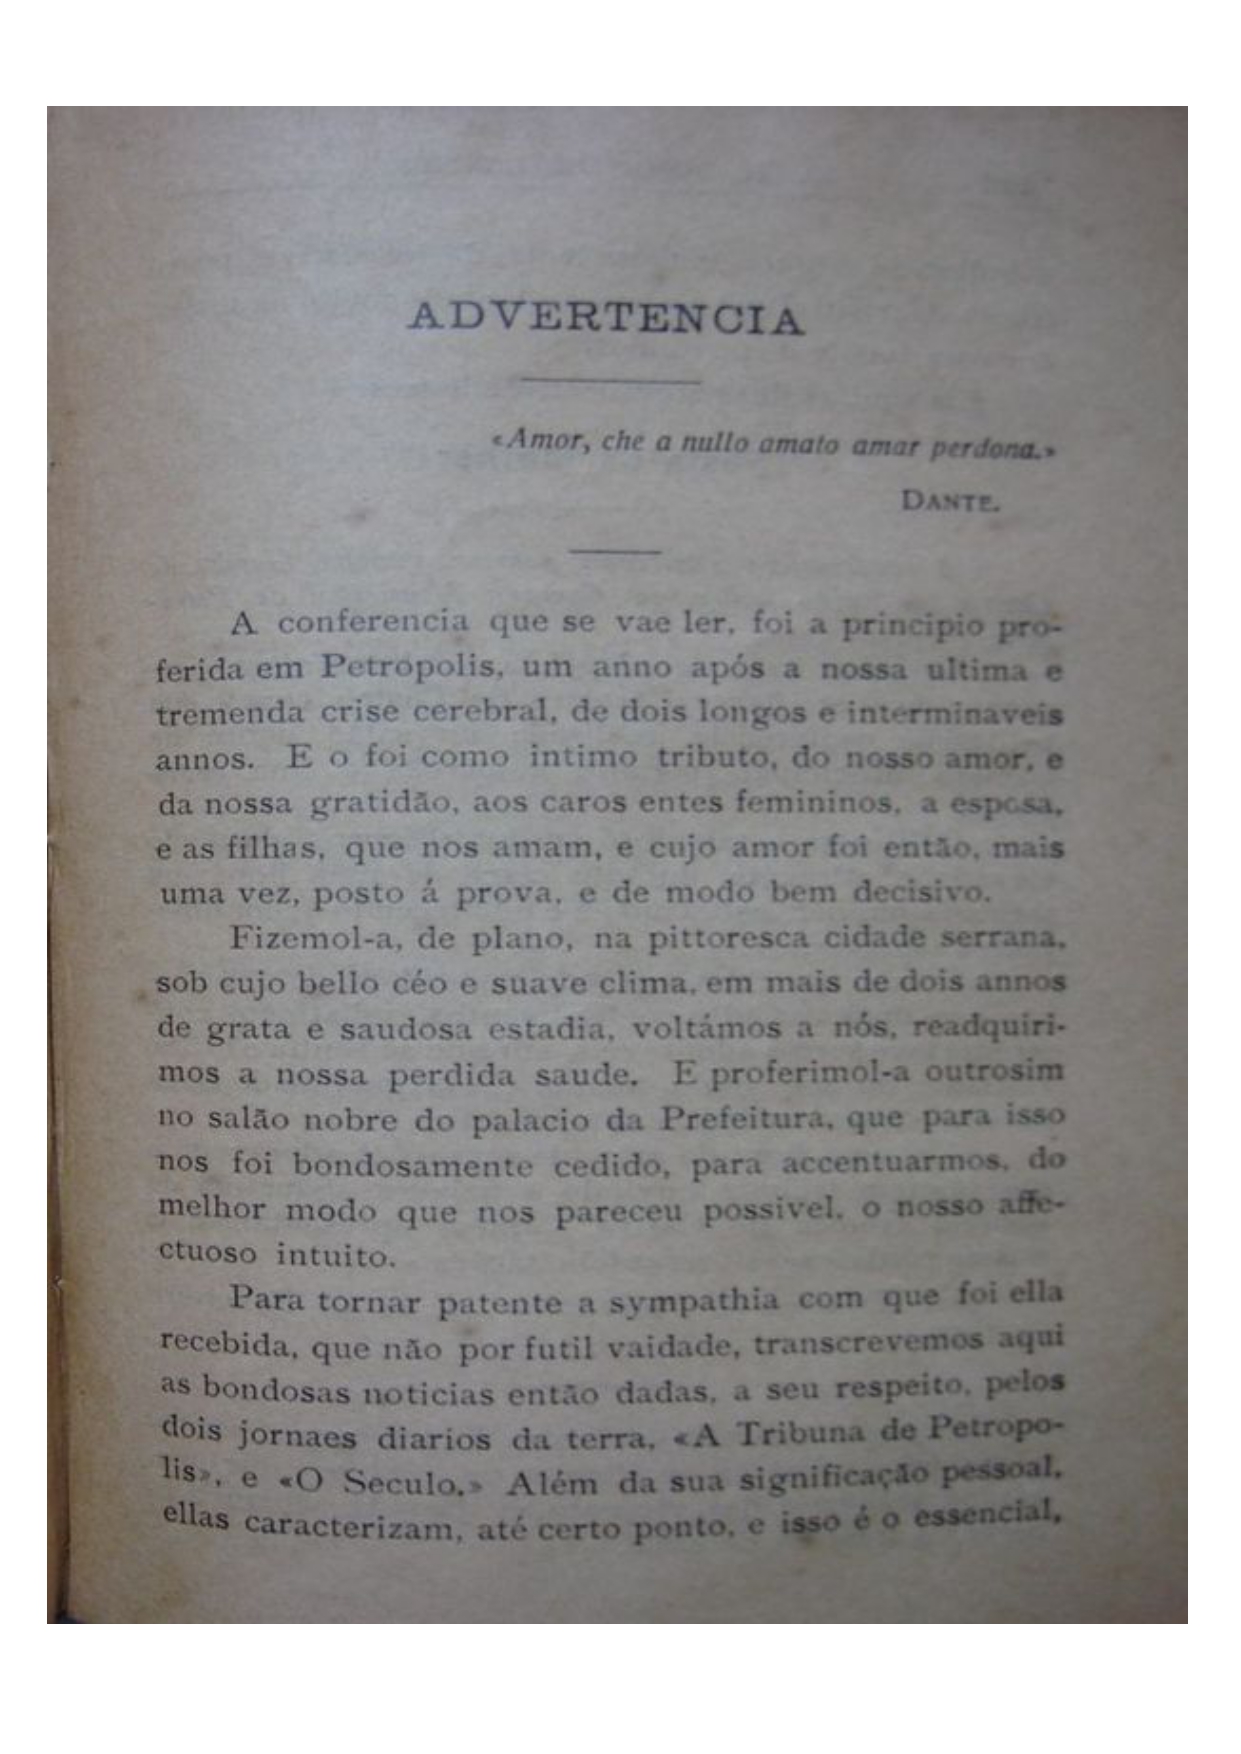 ADVERTENCIA
«Amor, che a nullo amato amar perdona.»
DANTE.
A conferencia que se vae ler, foi a principio pro-
ferida em Petropolis, um anno após a nossa ultima e
tremenda crise cerebral, de dois longos e interminaveis
annos. E o foi como intimo tributo, do nosso amor, e
da nossa gratidão, aos caros entes femininos, a esposa,
e as filhas, que nos amam, e cujo amor foi então, mais
uma vez, posto á prova, e de modo bem decisivo.
Fizemol-a, de plano, na pittoresca cidade serrana,
sob cujo bello céo e suave clima, em mais de dois annos
de grata e saudosa estadia, voltámos a nós, readquiri-
mos a nossa perdida saude. E proferimol-a outrosim
no salão nobre do palacio da Prefeitura, que para isso
nos foi bondosamente cedido, para accentuarmos, do
melhor modo que nos pareceu possivel, o nosso affe-
ctuoso intuito.
Para tornar patente a sympathia com que foi ella
recebida, que não por futil vaidade, transcrevemos aqui
as bondosas noticias então dadas, a seu respeito, pelos
dois jornaes diarios da terra, «A Tribuna de Petropo-
lis», e «O Seculo.» Além da sua significação pessoal,
ellas caracterizam, até certo ponto, e isso é o essencial,